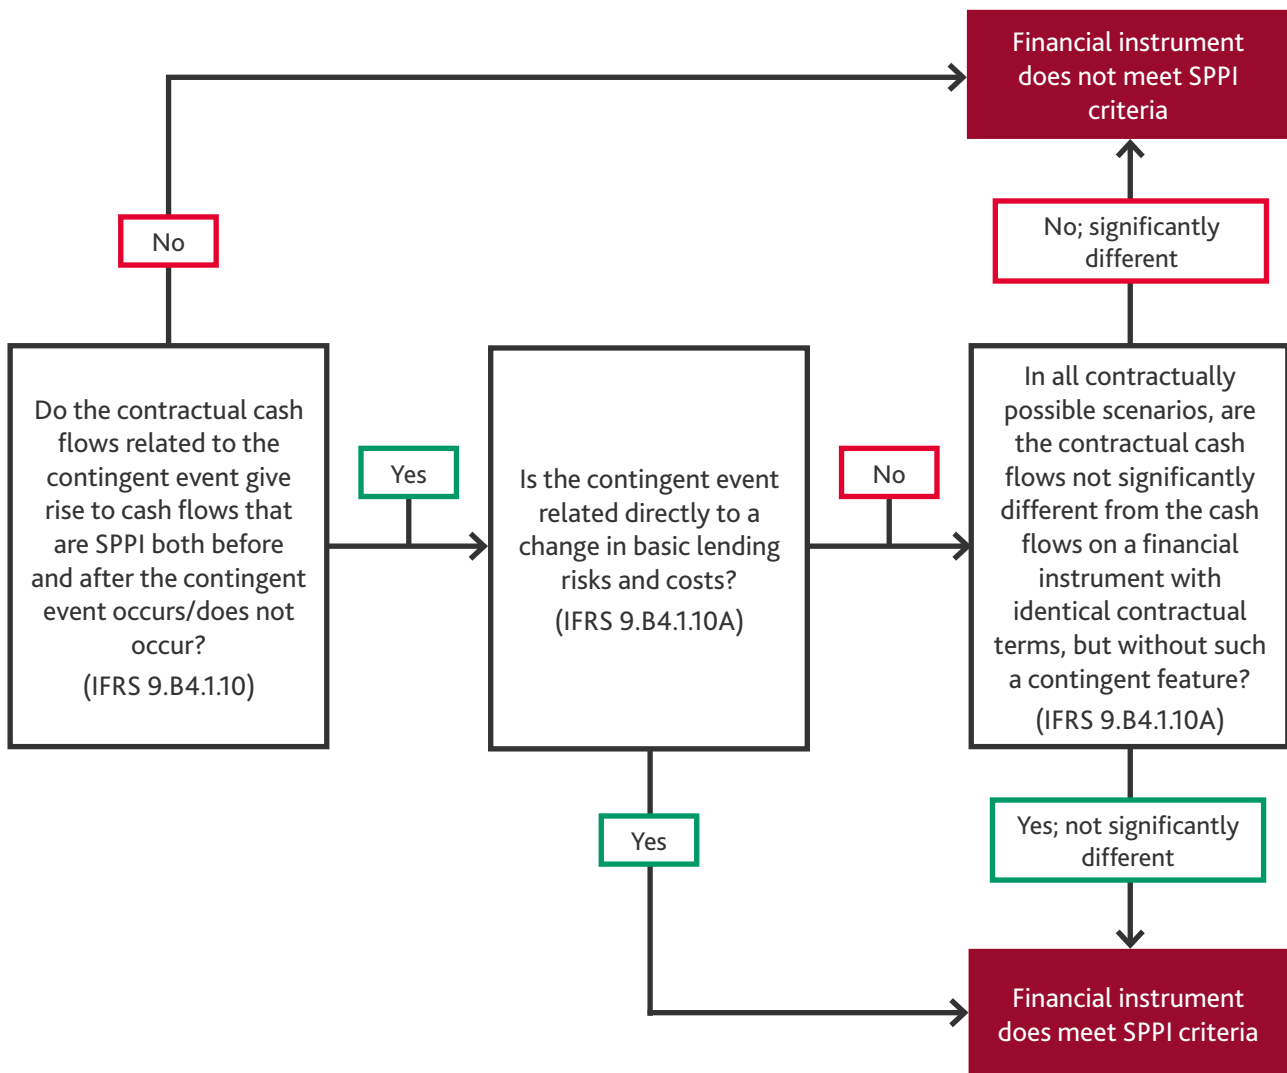 Financial instrument
does not meet SPPI
criteria
No
No; significantly
different
Do the contractual cash
flows related to the
contingent event give
rise to cash flows that
are SPPI both before
and after the contingent
event occurs/does not
occur?
(IFRS 9.B4.1.10)
Yes
Is the contingent event
related directly to a
change in basic lending
risks and costs?
(IFRS 9.B4.1.10A)
No
In all contractually
possible scenarios, are
the contractual cash
flows not significantly
different from the cash
flows on a financial
instrument with
identical contractual
terms, but without such
a contingent feature?
(IFRS 9.B4.1.10A)
Yes
Yes; not significantly
different
Financial instrument
does meet SPPI criteria